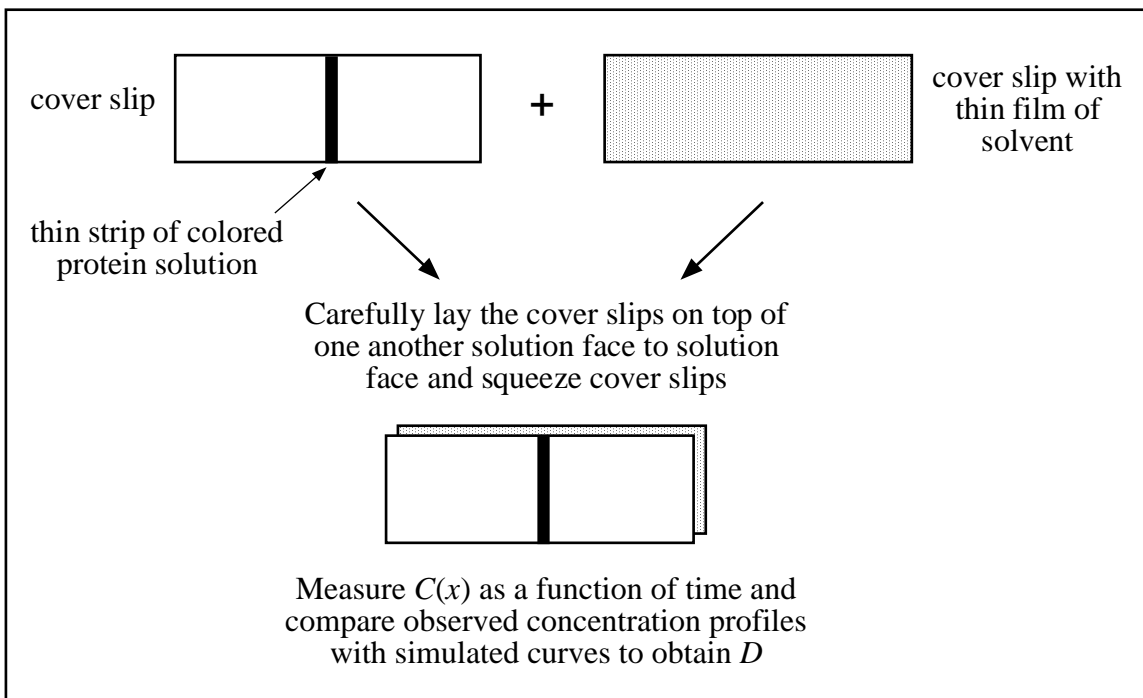 cover slip
+
cover slip with
thin film of
solvent
thin strip of colored
protein solution
Carefully lay the cover slips on top of
one another solution face to solution
face and squeeze cover slips
Measure C(x) as a function of time and
compare observed concentration profiles
with simulated curves to obtain D